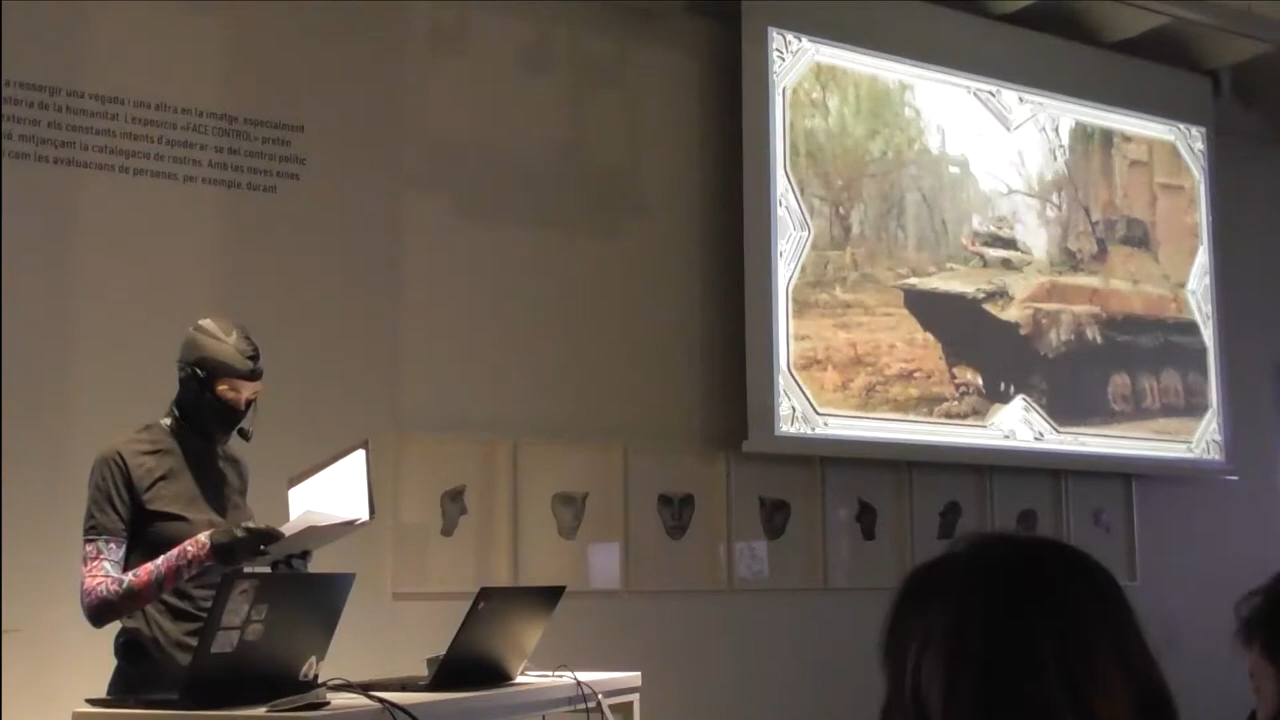 a ressorgir una vegada i una altra en la imatge, especialment
stòria de la humanitat. L'exposició «FACE CONTROL» pretén
exterior, els constants intents d'apoderar-se del control polític
ió, mitjançant la catalogació de rostres. Amb les noves eines
i com les avaluacions de persones, per exemple, durant